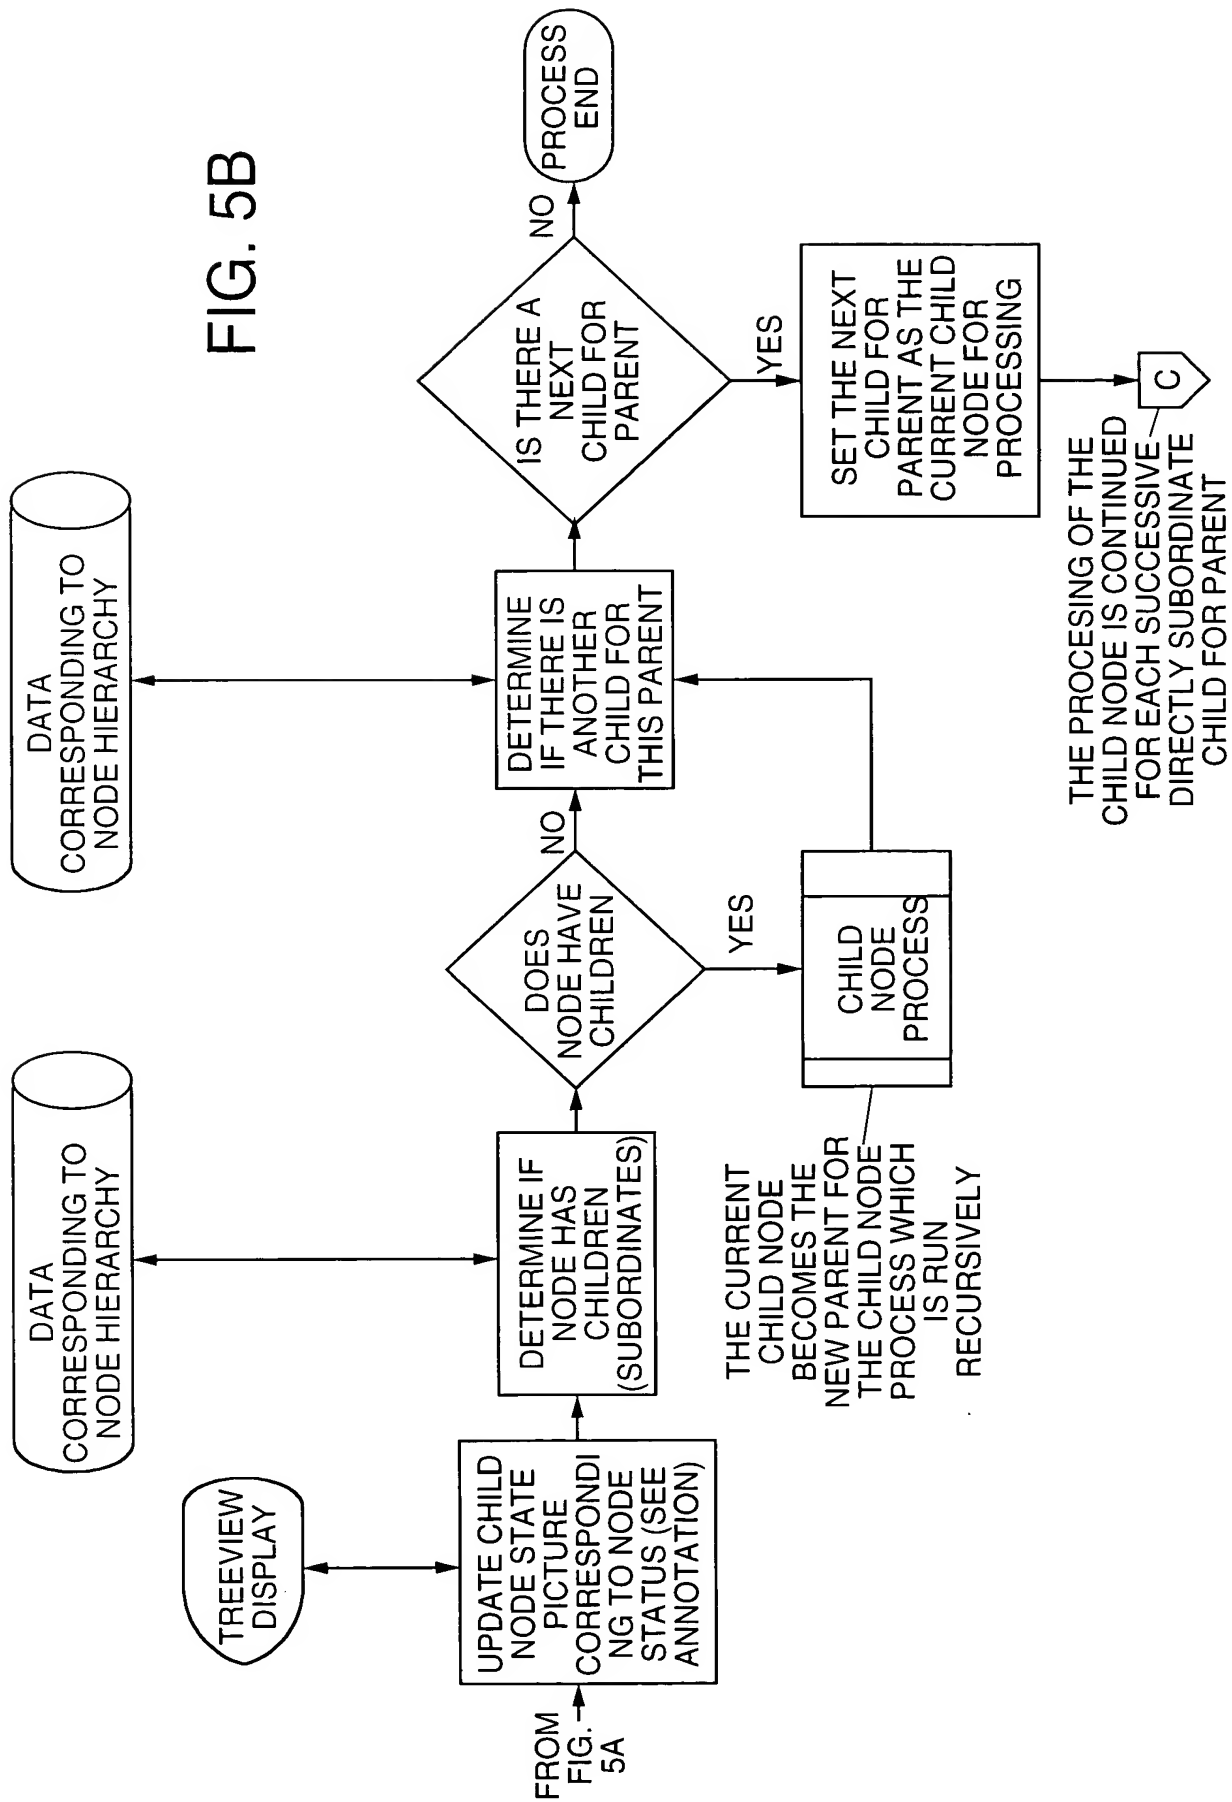 FIG. 5B
FROM
FIG.
5A
TREEVIEW
DISPLAY
UPDATE CHILD
NODE STATE
PICTURE
CORRESPONDI
NG TO NODE
STATUS (SEE
ANNOTATION)
DATA
CORRESPONDING TO
NODE HIERARCHY
DETERMINE IF
NODE HAS
CHILDREN
(SUBORDINATES)
DOES
NODE HAVE
CHILDREN
NO
YES
CHILD
NODE
PROCESS
THE CURRENT
CHILD NODE
BECOMES THE
NEW PARENT FOR
THE CHILD NODE
PROCESS WHICH
IS RUN
RECURSIVELY
DATA
CORRESPONDING TO
NODE HIERARCHY
DETERMINE
IF THERE IS
ANOTHER
CHILD FOR
THIS PARENT
IS THERE A
NEXT
CHILD FOR
PARENT
NO
PROCESS
END
YES
SET THE NEXT
CHILD FOR
PARENT AS THE
CURRENT CHILD
NODE FOR
PROCESSING
C
THE PROCESING OF THE
CHILD NODE IS CONTINUED
FOR EACH SUCCESSIVE
DIRECTLY SUBORDINATE
CHILD FOR PARENT